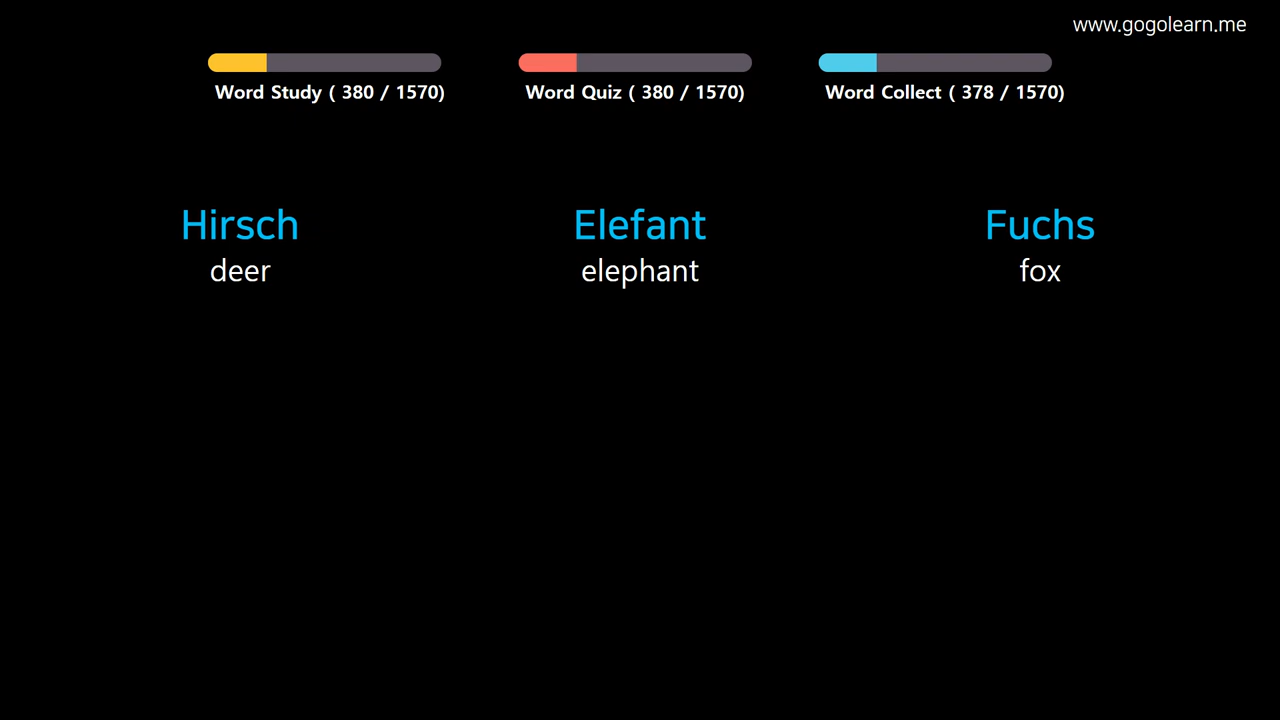 www.gogolearn.me
Word Study ( 380 / 1570)
Word Quiz ( 380 / 1570)
Word Collect ( 378 / 1570)
Hirsch
deer
Elefant
elephant
Fuchs
fox